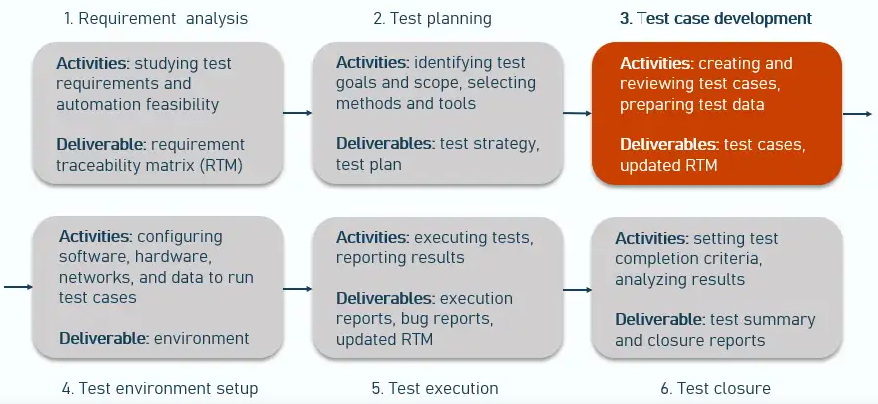 1. Requirement analysis
2. Test planning
3. Test case development
Activities: studying test
requirements and
automation feasibility
Deliverable: requirement
traceability matrix (RTM)
Activities: identifying test
goals and scope, selecting
methods and tools
Deliverables: test strategy,
test plan
Activities: creating and
reviewing test cases,
preparing test data
Deliverables: test cases,
updated RTM
Activities: configuring
software, hardware,
networks, and data to run
test cases
Deliverable: environment
Activities: executing tests,
reporting results
Deliverables: execution
reports, bug reports,
updated RTM
Activities: setting test
completion criteria,
analyzing results
Deliverable: test summary
and closure reports
4. Test environment setup
5. Test execution
6. Test closure